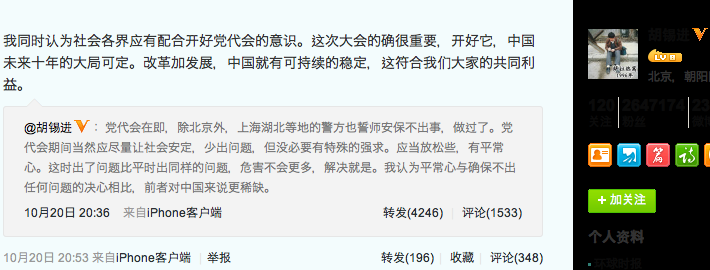 我同时认为社会各界应有配合开好党代会的意识。这次大会的确很重要，开好它，中国
未来十年的大局可定。改革加发展，中国就有可持续的稳定，这符合我们大家的共同利
益。
@胡锡进：党代会在即，除北京外，上海湖北等地的警方也誓师安保不出事，做过了。党
代会期间当然应尽量让社会安定，少出问题，但没必要有特殊的强求。应当放松些，有平常
心。这时出了问题比平时出同样的问题，危害不会更多，解决就是。我认为平常心与确保不出
任何问题的决心相比，前者对中国来说更稀缺。
10月20日 20:36 来自iPhone客户端 转发(4246) 评论(1533)
10月20日 20:53 来自iPhone客户端 举报 转发(196) 收藏 评论(348)
胡锡进
LV 8
北京，朝阳
120 2647174 23
关注 粉丝
1996年
篇
+ 加关注
个人资料